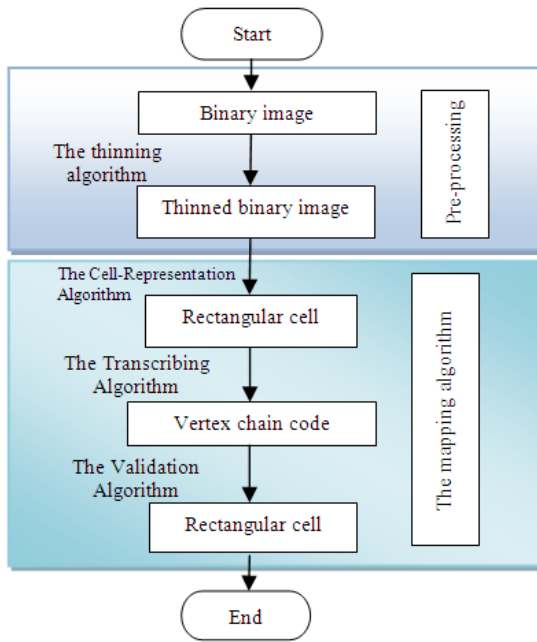 Start
Binary image
The thinning
algorithm
Thinned binary image
Pre-processing
The Cell-Representation
Algorithm
Rectangular cell
The Transcribing
Algorithm
Vertex chain code
The Validation
Algorithm
Rectangular cell
The mapping algorithm
End